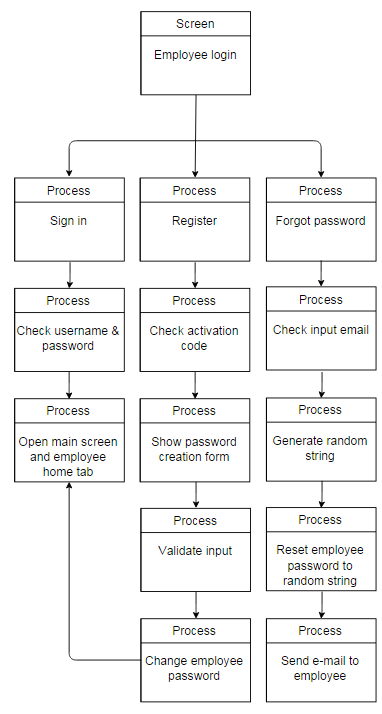 Screen
Employee login
Process
Sign in
Process
Register
Process
Forgot password
Process
Check username &
password
Process
Check activation
code
Process
Check input email
Process
Open main screen
and employee
home tab
Process
Show password
creation form
Process
Generate random
string
Process
Validate input
Process
Reset employee
password to
random string
Process
Change employee
password
Process
Send e-mail to
employee